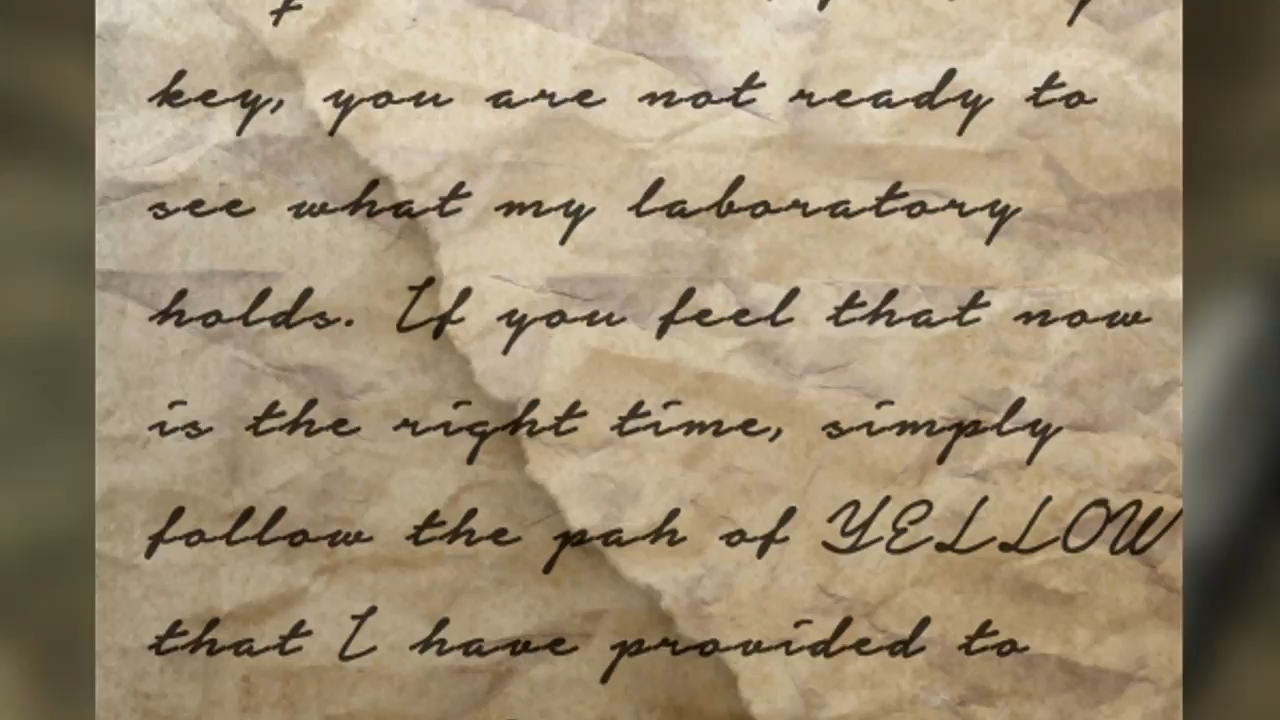 key, you are not ready to
see what my laboratory
holds. If you feel that now
is the right time, simply
follow the pah of YELLOW
that I have provided to